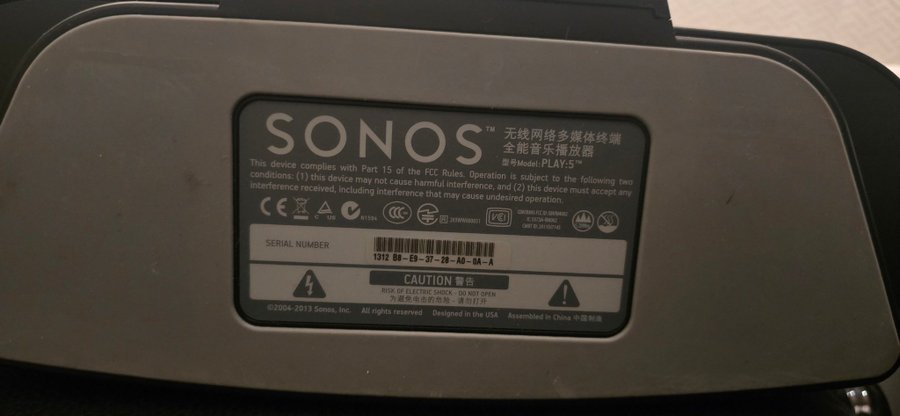 SONOS™
无线网络多媒体终端
全能音乐播放器
型号Model: PLAY:5™
This device complies with Part 15 of the FCC Rules. Operation is subject to the following two
conditions: (1) this device may not cause harmful interference, and (2) this device must accept any
interference received, including interference that may cause undesired operation.
CE C US N1594 CCC R VCI
SERIAL NUMBER
1312 B8-E9-37-28-A0-0A-A
CAUTION 警告
RISK OF ELECTRIC SHOCK - DO NOT OPEN
为避免电击的危险 - 请勿打开
©2004-2013 Sonos, Inc. All rights reserved Designed in the USA Assembled in China 中国制造